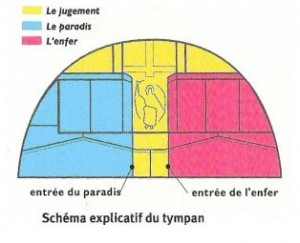 Le jugement
Le paradis
L'enfer
entrée du paradis
entrée de l'enfer
Schéma explicatif du tympan